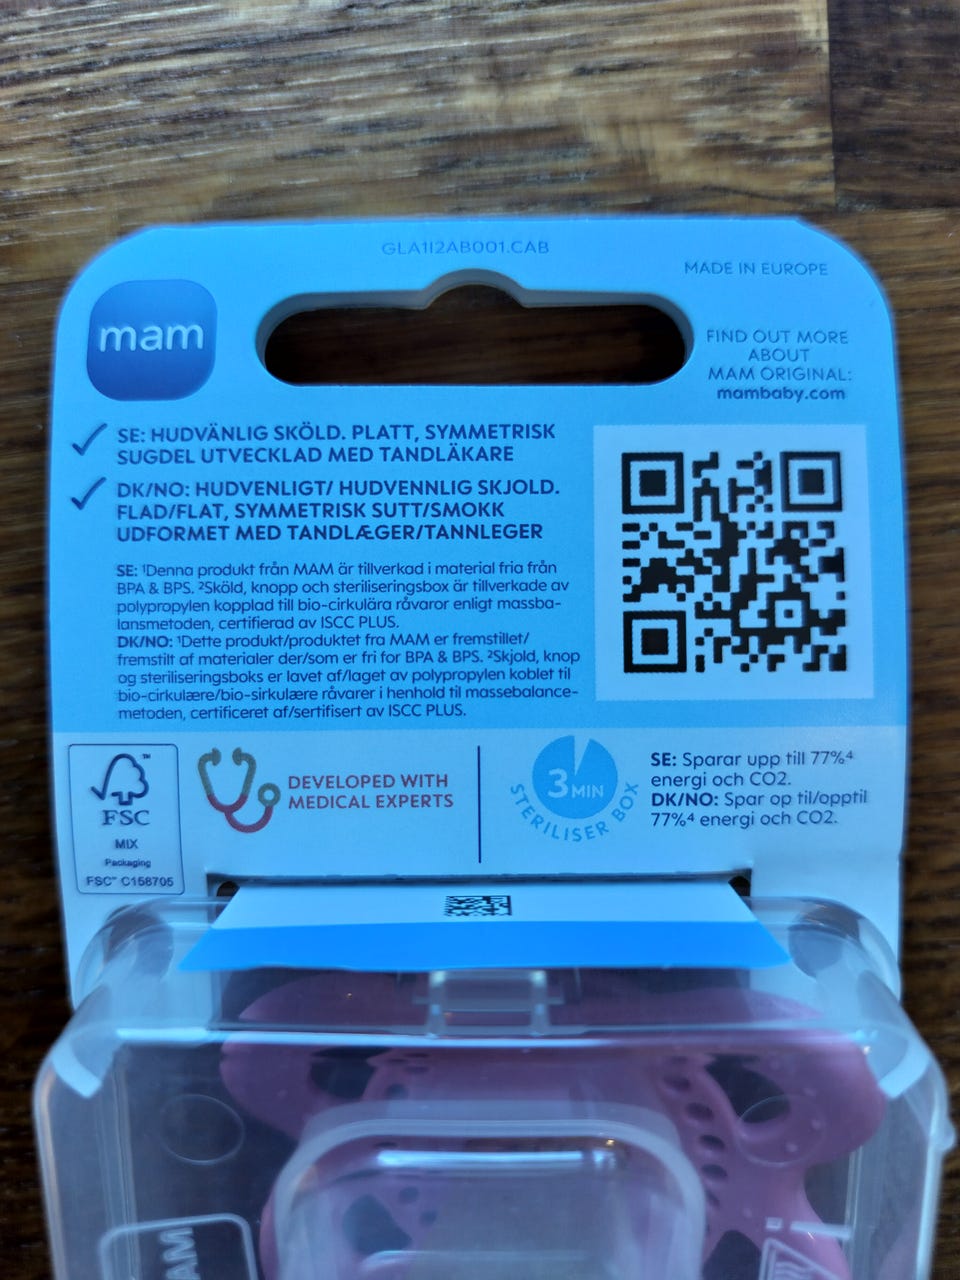 GLA1I2AB001.CAB
MADE IN EUROPE
mam
FIND OUT MORE
ABOUT
MAM ORIGINAL:
mambaby.com
SE: HUDVÄNLIG SKÖLD. PLATT, SYMMETRISK
SUGDEL UTVECKLAD MED TANDLÄKARE
DK/NO: HUDVENLIGT/ HUDVENNLIG SKJOLD.
FLAD/FLAT, SYMMETRISK SUTT/SMOKK
UDFORMET MED TANDLÆGER/TANNLEGER
SE: ¹Denna produkt från MAM är tillverkad i material fria från
BPA & BPS. ²Sköld, knopp och steriliseringsbox är tillverkade av
polypropylen kopplad till bio-cirkulära råvaror enligt massba-
lansmetoden, certifierad av ISCC PLUS.
DK/NO: ¹Dette produkt/produktet fra MAM er fremstillet/
fremstilt af materialer der/som er fri for BPA & BPS. ²Skjold, knop
og steriliseringsboks er lavet af/laget av polypropylen koblet til
bio-cirkulære/bio-sirkulære råvarer i henhold til massebalance-
metoden, certificeret af/sertifisert av ISCC PLUS.
FSC™
MIX
Packaging
FSC™ C158705
DEVELOPED WITH
MEDICAL EXPERTS
3 MIN
STERILISER BOX
SE: Sparar upp till 77%⁴
energi och CO2.
DK/NO: Spar op til/opptil
77%⁴ energi og CO2.
MAM